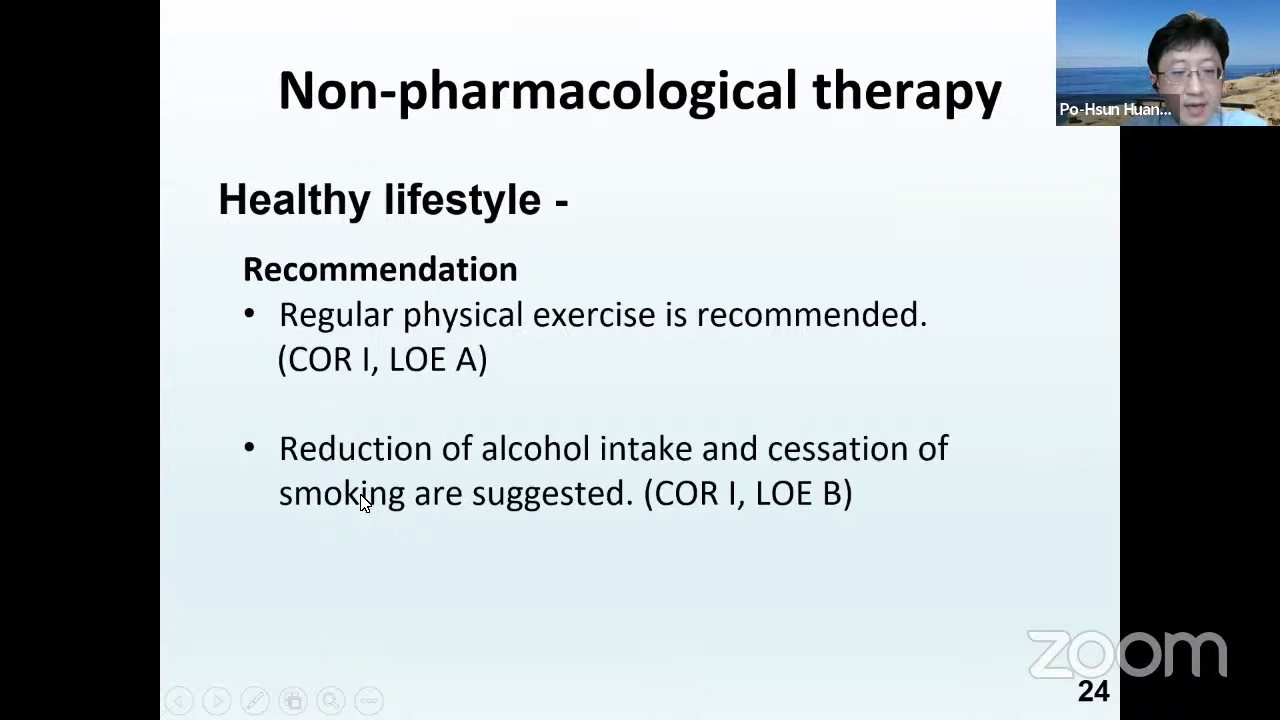 Non-pharmacological therapy
Po-Hsun Huan...
Healthy lifestyle -
Recommendation
• Regular physical exercise is recommended.
(COR I, LOE A)
• Reduction of alcohol intake and cessation of
smoking are suggested. (COR I, LOE B)
zoom
24